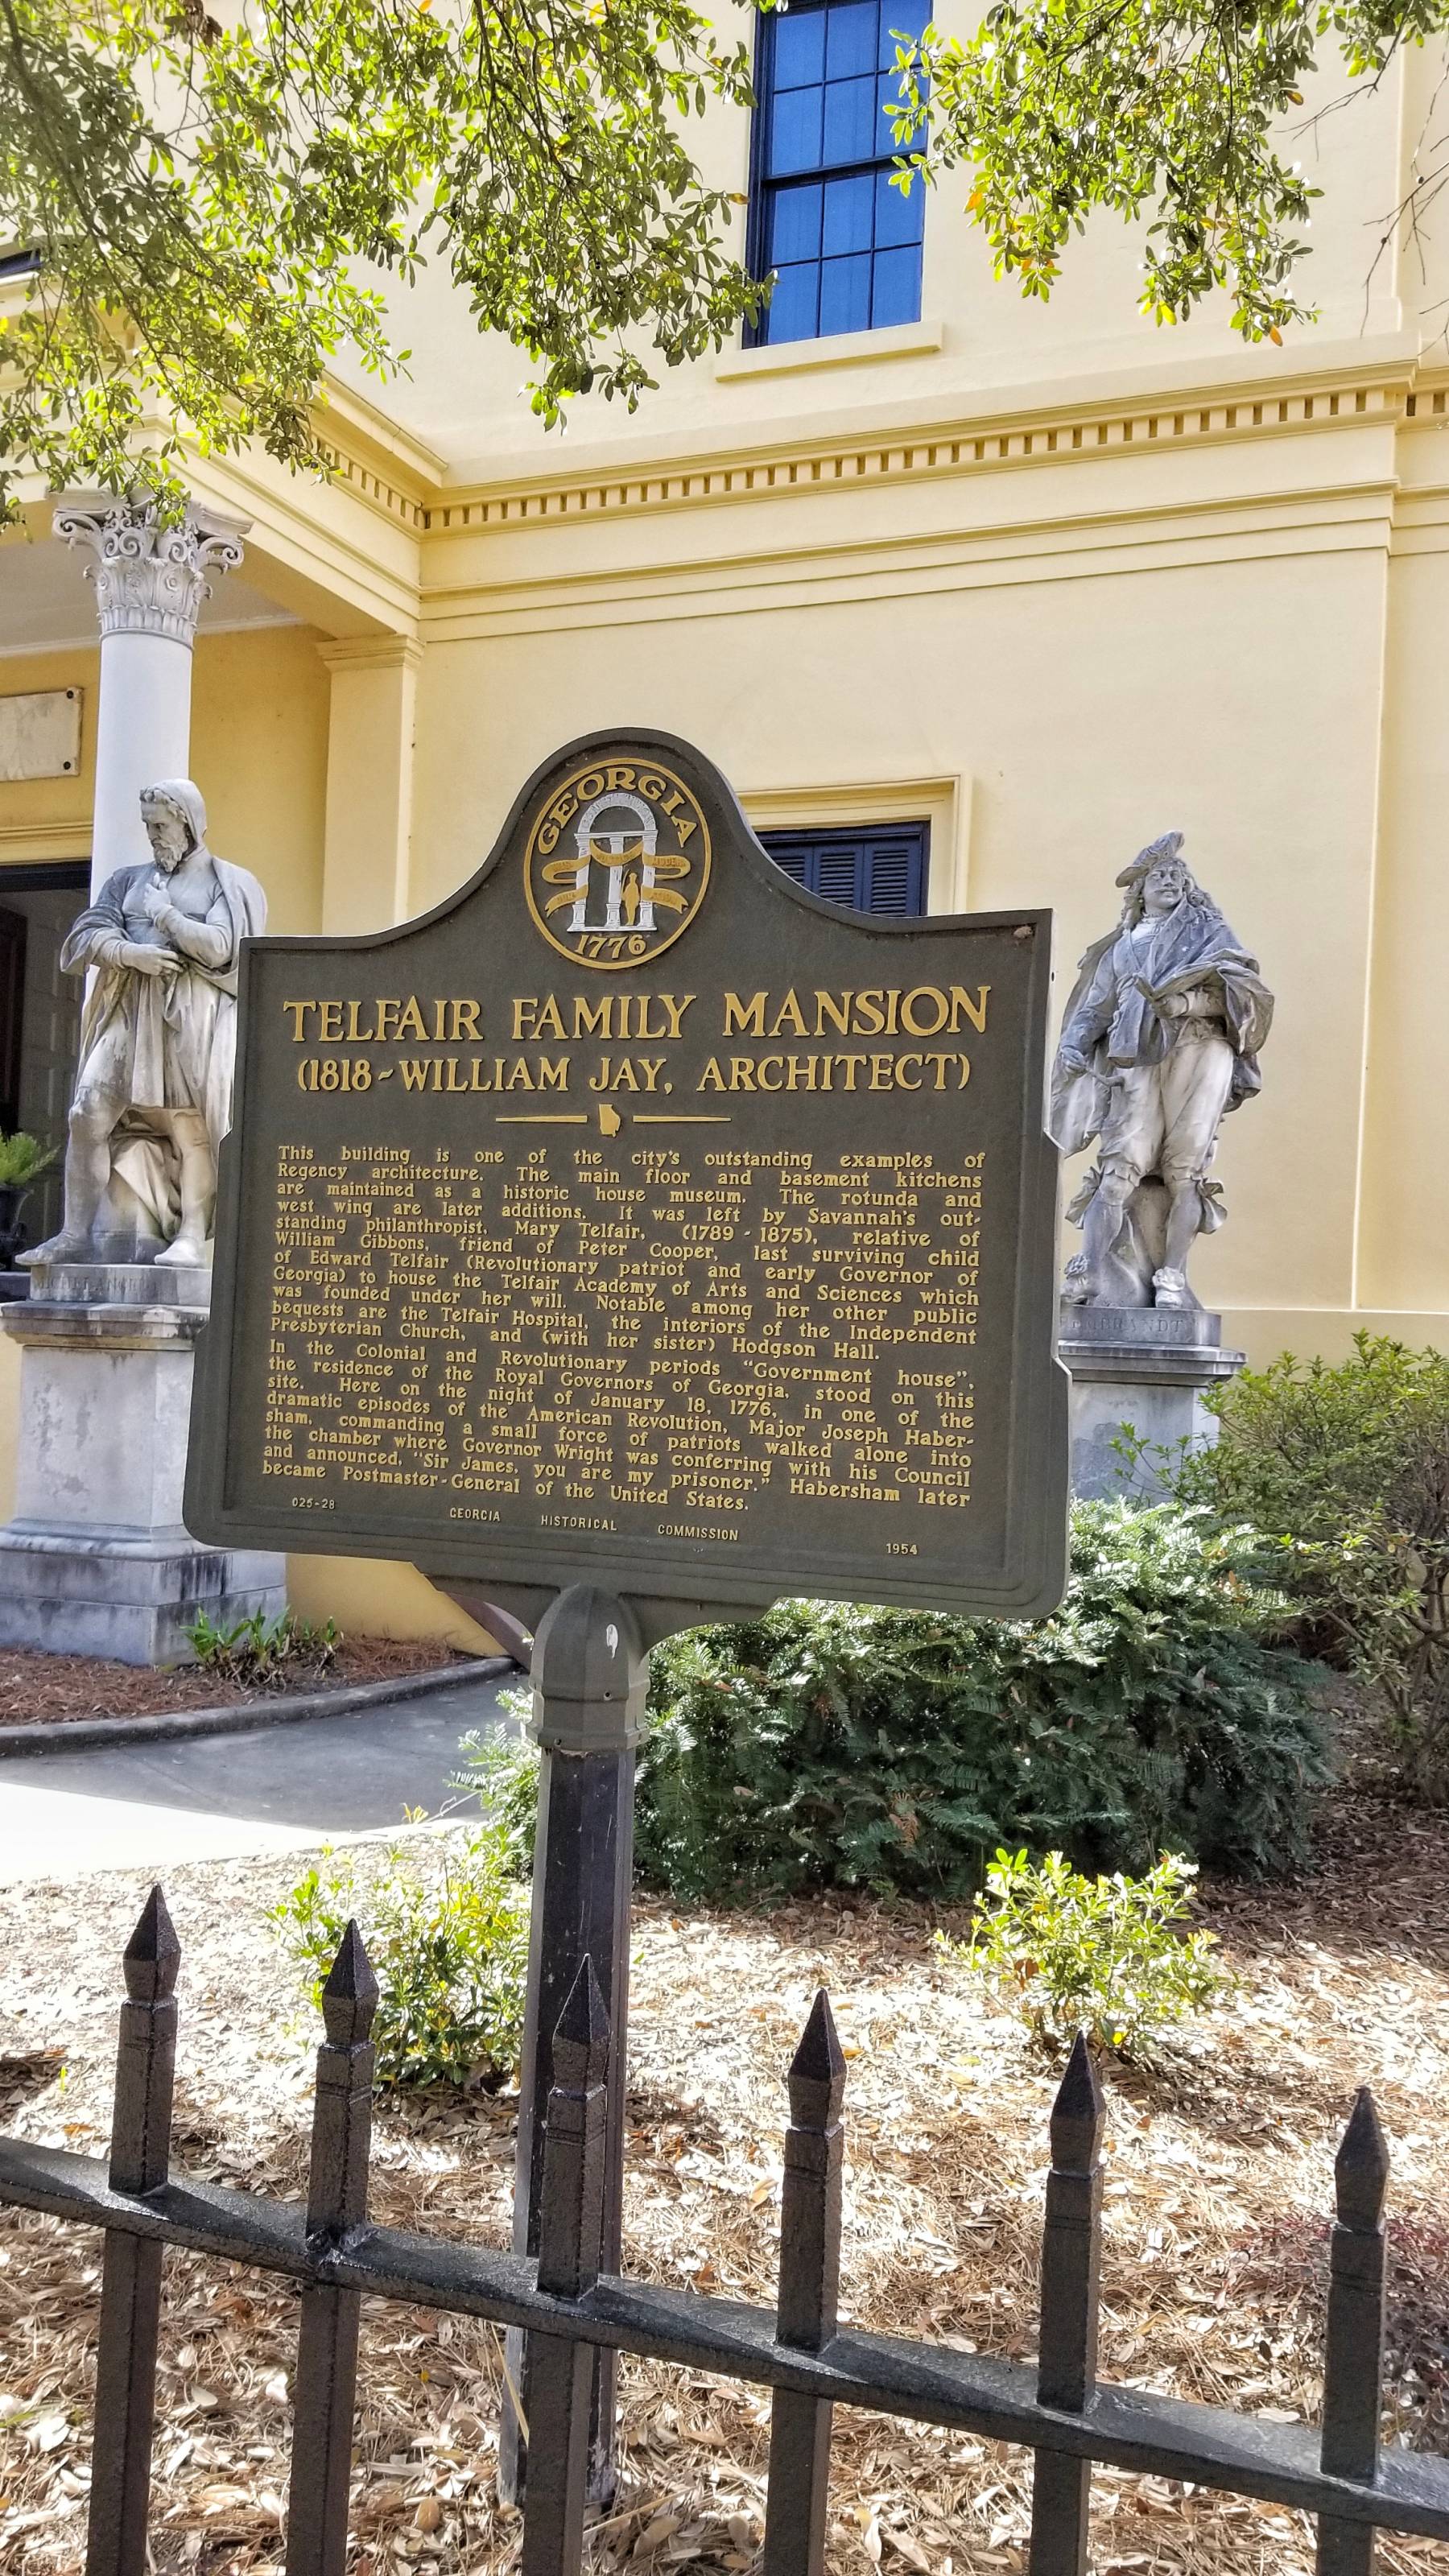 GEORGIA
1776
TELFAIR FAMILY MANSION
(1818-WILLIAM JAY, ARCHITECT)
This building is one of the city's outstanding examples of
Regency architecture. The main floor and basement kitchens
are maintained as a historic house museum. The rotunda and
west wing are later additions. It was left by Savannah's out-
standing philanthropist, Mary Telfair, (1789 - 1875), relative of
William Gibbons, friend of Peter Cooper, last surviving child
of Edward Telfair (Revolutionary patriot and early Governor of
Georgia) to house the Telfair Academy of Arts and Sciences which
was founded under her will. Notable among her other public
bequests are the Telfair Hospital, the interiors of the Independent
Presbyterian Church, and (with her sister) Hodgson Hall.
In the Colonial and Revolutionary periods "Government house",
the residence of the Royal Governors of Georgia, stood on this
site. Here on the night of January 18, 1776, in one of the
dramatic episodes of the American Revolution, Major Joseph Haber-
sham, commanding a small force of patriots walked alone into
the chamber where Governor Wright was conferring with his Council
and announced, "Sir James, you are my prisoner." Habersham later
became Postmaster-General of the United States.
025-28 GEORGIA HISTORICAL COMMISSION 1954